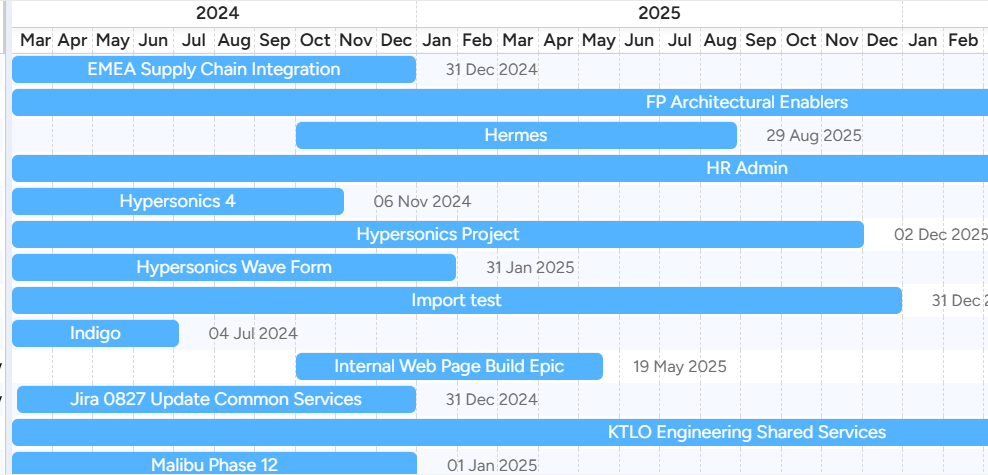 2024 2025
Mar Apr May Jun Jul Aug Sep Oct Nov Dec Jan Feb Mar Apr May Jun Jul Aug Sep Oct Nov Dec Jan Feb
EMEA Supply Chain Integration 31 Dec 2024
FP Architectural Enablers
Hermes 29 Aug 2025
HR Admin
Hypersonics 4 06 Nov 2024
Hypersonics Project 02 Dec 2025
Hypersonics Wave Form 31 Jan 2025
Import test 31 Dec
Indigo 04 Jul 2024
Internal Web Page Build Epic 19 May 2025
Jira 0827 Update Common Services 31 Dec 2024
KTLO Engineering Shared Services
Malibu Phase 12 01 Jan 2025